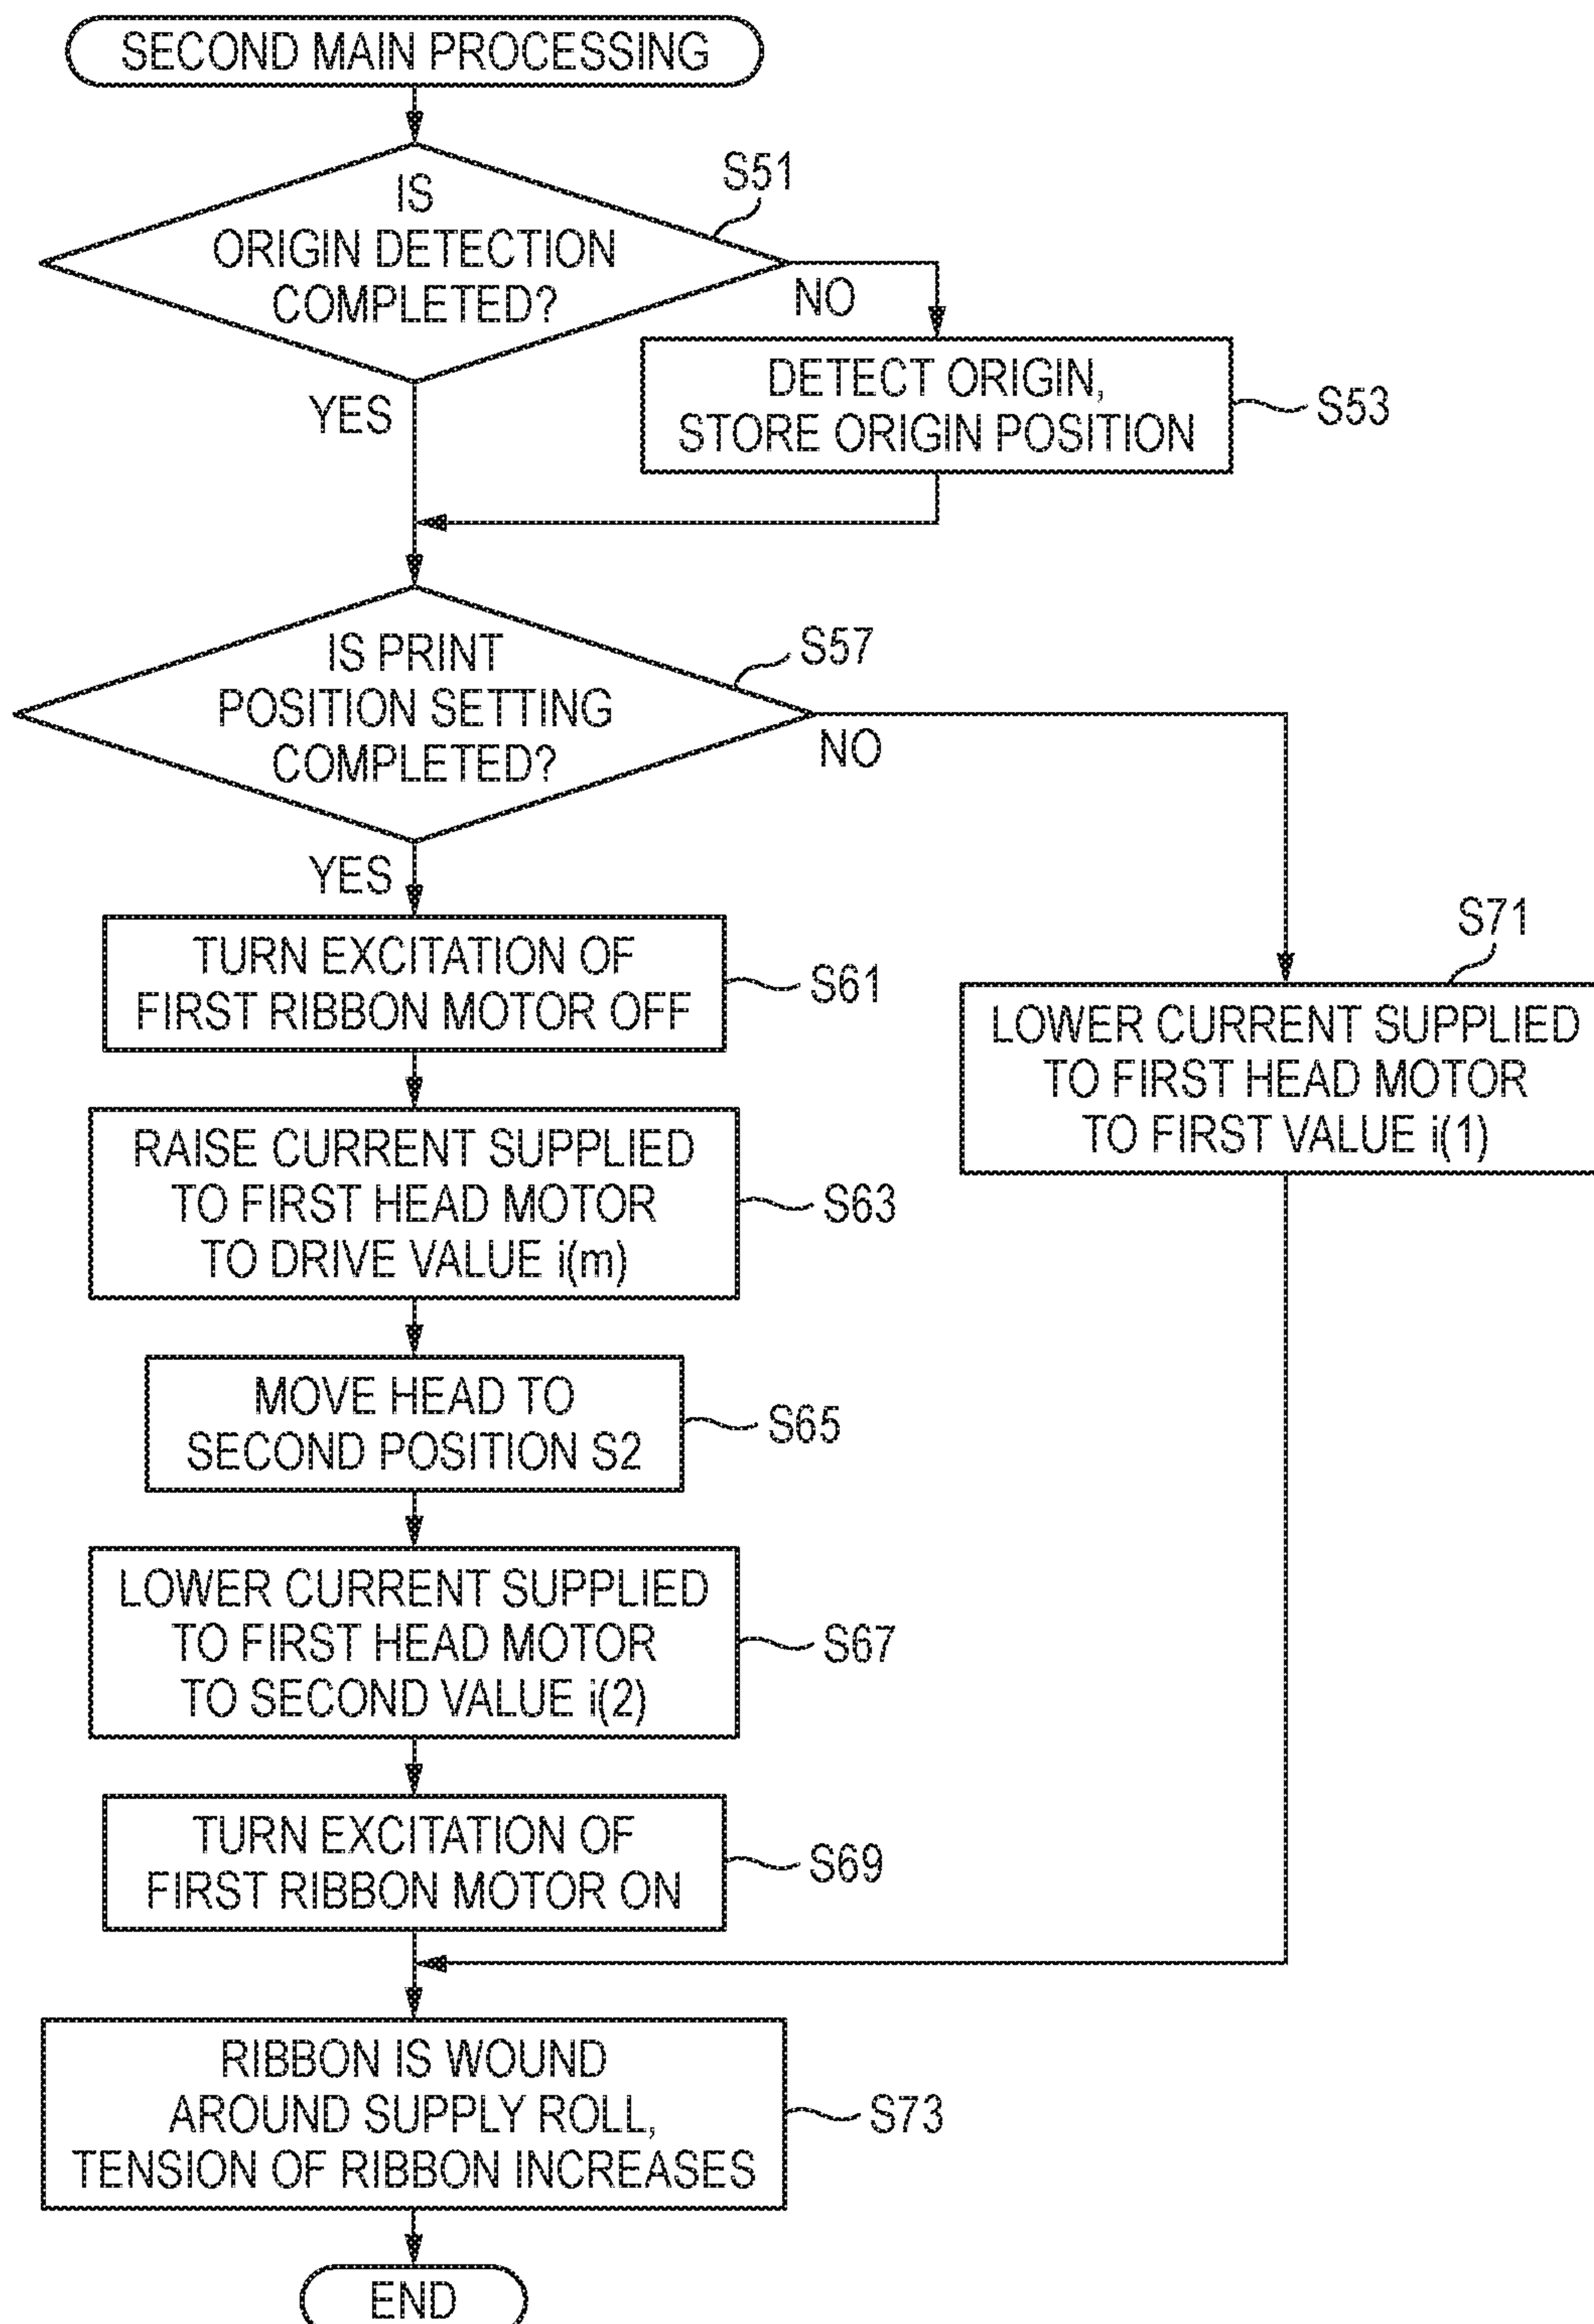 SECOND MAIN PROCESSING
IS
ORIGIN DETECTION
COMPLETED?
S51
NO
YES
DETECT ORIGIN,
STORE ORIGIN POSITION
S53
IS PRINT
POSITION SETTING
COMPLETED?
S57
NO
YES
TURN EXCITATION OF
FIRST RIBBON MOTOR OFF
S61
S71
LOWER CURRENT SUPPLIED
TO FIRST HEAD MOTOR
TO FIRST VALUE i(1)
RAISE CURRENT SUPPLIED
TO FIRST HEAD MOTOR
TO DRIVE VALUE i(m)
S63
MOVE HEAD TO
SECOND POSITION S2
S65
LOWER CURRENT SUPPLIED
TO FIRST HEAD MOTOR
TO SECOND VALUE i(2)
S67
TURN EXCITATION OF
FIRST RIBBON MOTOR ON
S69
RIBBON IS WOUND
AROUND SUPPLY ROLL,
TENSION OF RIBBON INCREASES
S73
END